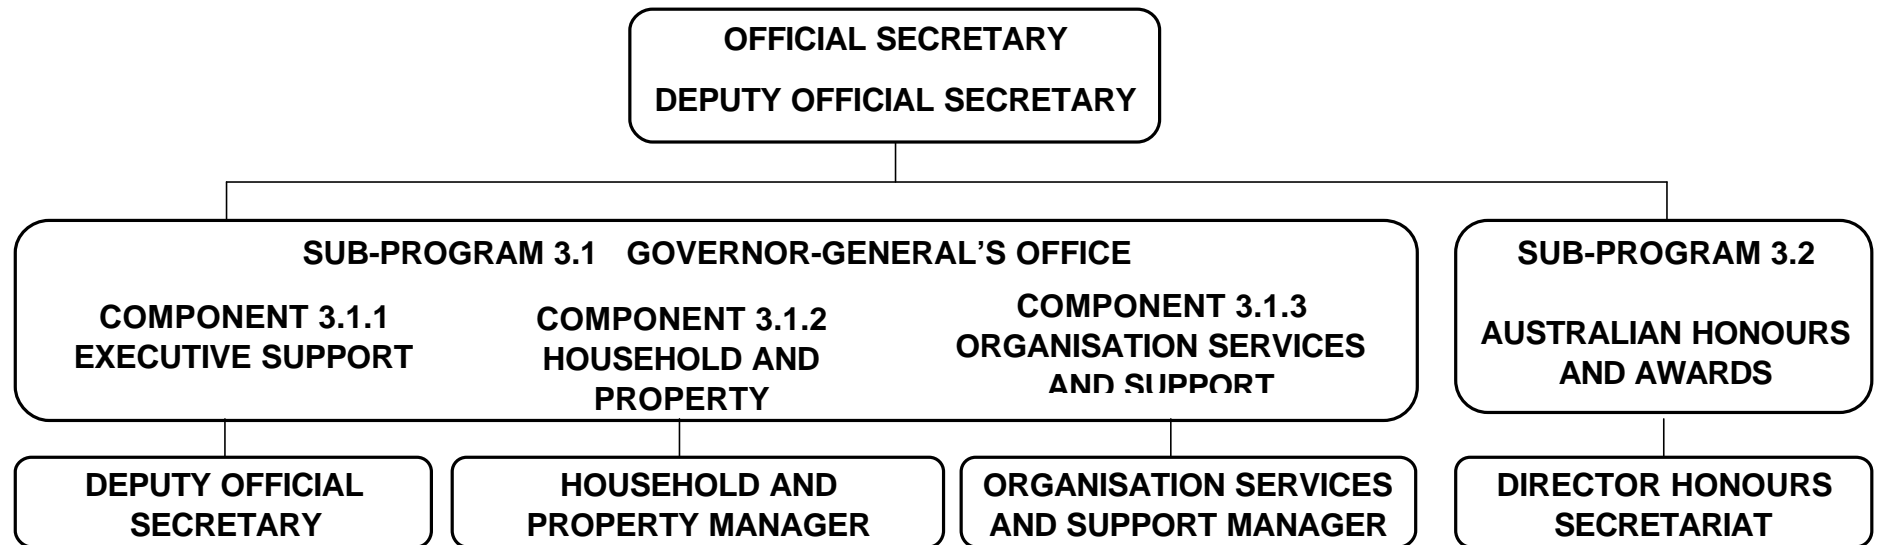 OFFICIAL SECRETARY
DEPUTY OFFICIAL SECRETARY
SUB-PROGRAM 3.1 GOVERNOR-GENERAL'S OFFICE
COMPONENT 3.1.1
EXECUTIVE SUPPORT
COMPONENT 3.1.2
HOUSEHOLD AND
PROPERTY
COMPONENT 3.1.3
ORGANISATION SERVICES
AND SUPPORT
SUB-PROGRAM 3.2
AUSTRALIAN HONOURS
AND AWARDS
DEPUTY OFFICIAL
SECRETARY
HOUSEHOLD AND
PROPERTY MANAGER
ORGANISATION SERVICES
AND SUPPORT MANAGER
DIRECTOR HONOURS
SECRETARIAT